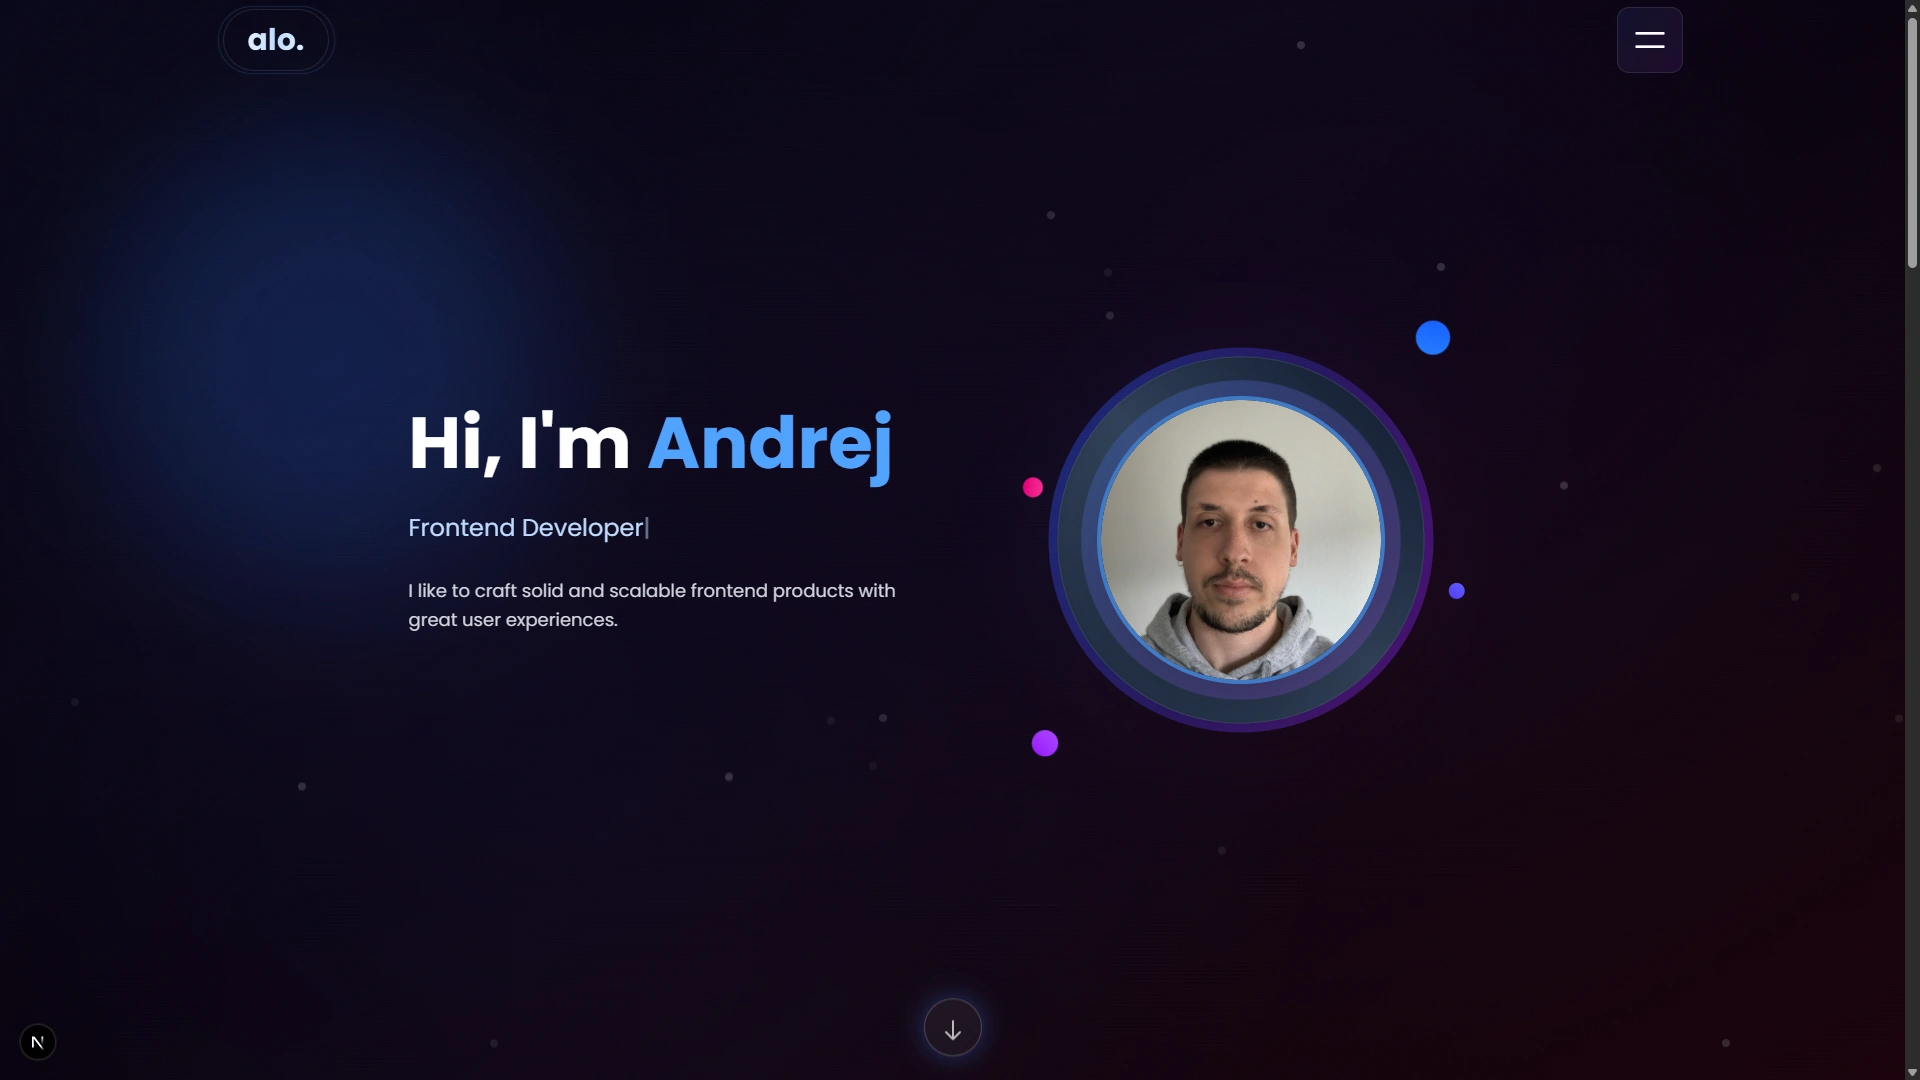 alo.
Hi, I'm Andrej
Frontend Developer|
I like to craft solid and scalable frontend products with
great user experiences.
N